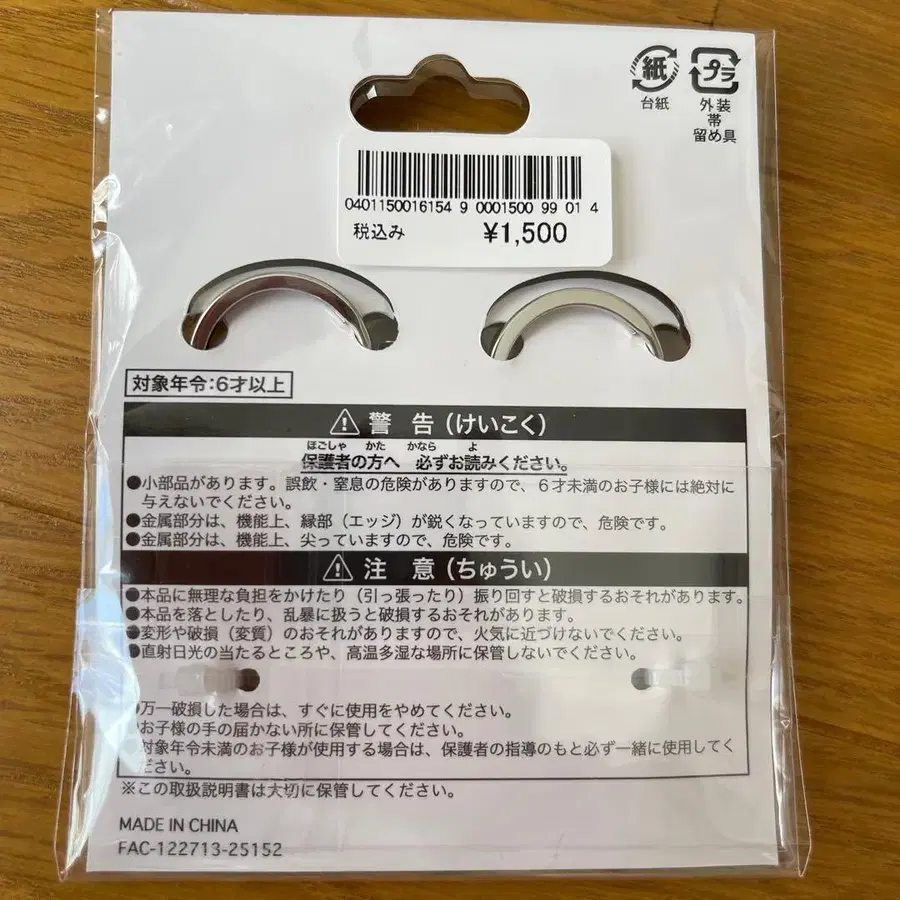 紙
台紙
プラ
外装
帯
留め具
0401150016154 9 0001500 99 01 4
税込み ¥1,500
対象年令:6才以上
警 告(けいこく)
ほごしゃ かた かなら よ
保護者の方へ 必ずお読みください。
●小部品があります。誤飲・窒息の危険がありますので、6才未満のお子様には絶対に
与えないでください。
●金属部分は、機能上、縁部(エッジ)が鋭くなっていますので、危険です。
●金属部分は、機能上、尖っていますので、危険です。
注 意(ちゅうい)
●本品に無理な負担をかけたり(引っ張ったり)振り回すと破損するおそれがあります。
●本品を落としたり、乱暴に扱うと破損するおそれがあります。
●変形や破損(変質)のおそれがありますので、火気に近づけないでください。
●直射日光の当たるところや、高温多湿な場所に保管しないでください。
●万一破損した場合は、すぐに使用をやめてください。
●お子様の手の届かない所に保管してください。
●対象年令未満のお子様が使用する場合は、保護者の指導のもと必ず一緒に使用してく
ださい。
※この取扱説明書は大切に保管してください。
MADE IN CHINA
FAC-122713-25152